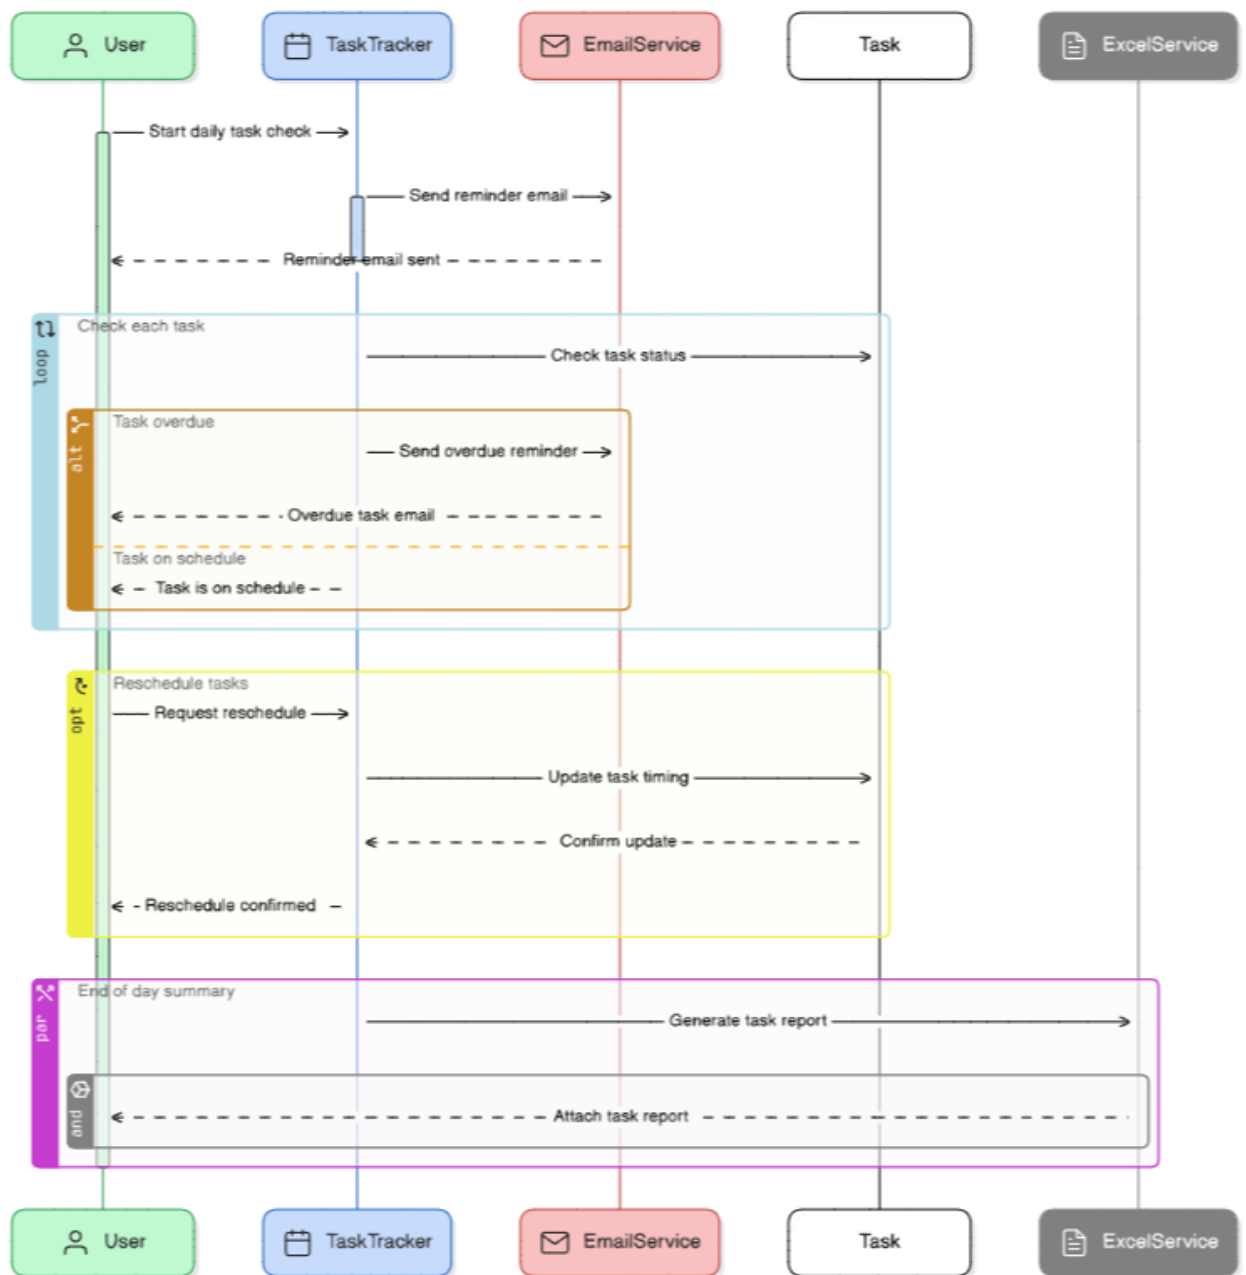 User TaskTracker EmailService Task ExcelService
Start daily task check
Send reminder email
Reminder email sent
loop Check each task
Check task status
alt Task overdue
Send overdue reminder
Overdue task email
Task on schedule
Task is on schedule
opt Reschedule tasks
Request reschedule
Update task timing
Confirm update
Reschedule confirmed
par End of day summary
Generate task report
and
Attach task report
User TaskTracker EmailService Task ExcelService